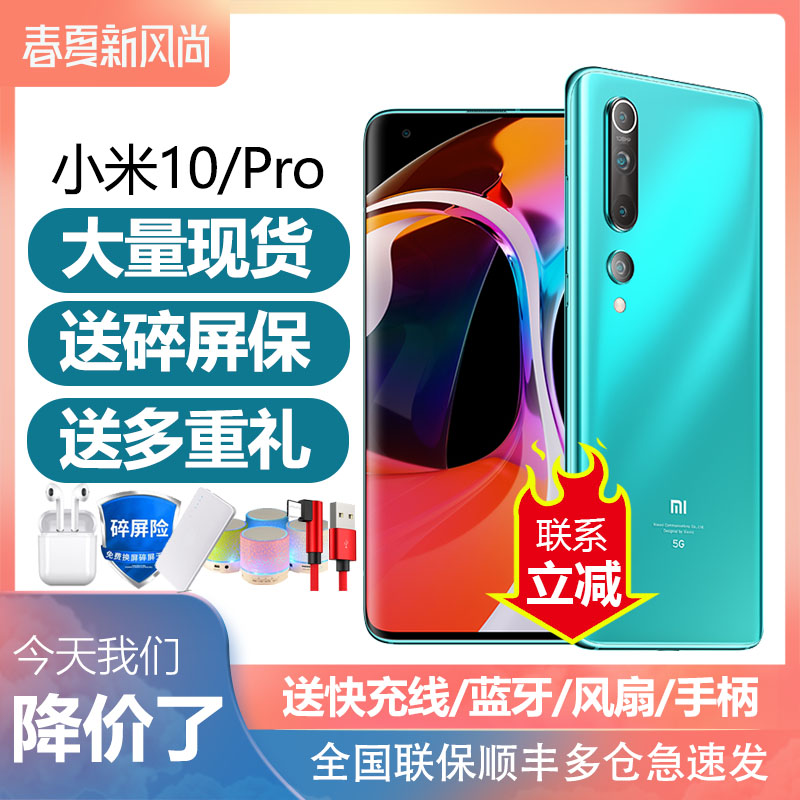 春夏新风尚
小米10/Pro
大量现货
送碎屏保
送多重礼
碎屏险
108MP
MI
5G
联系
立减
今天我们
降价了
送快充线/蓝牙/风扇/手柄
全国联保顺丰多仓急速发